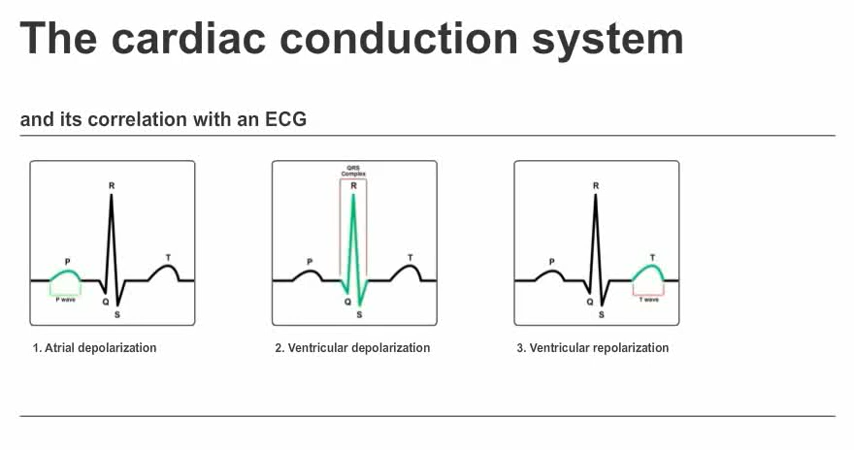 The cardiac conduction system
and its correlation with an ECG
R
P
T
P wave
Q
S
1. Atrial depolarization
QRS
Complex
R
P
T
Q
S
2. Ventricular depolarization
R
P
T
Q
T wave
S
3. Ventricular repolarization